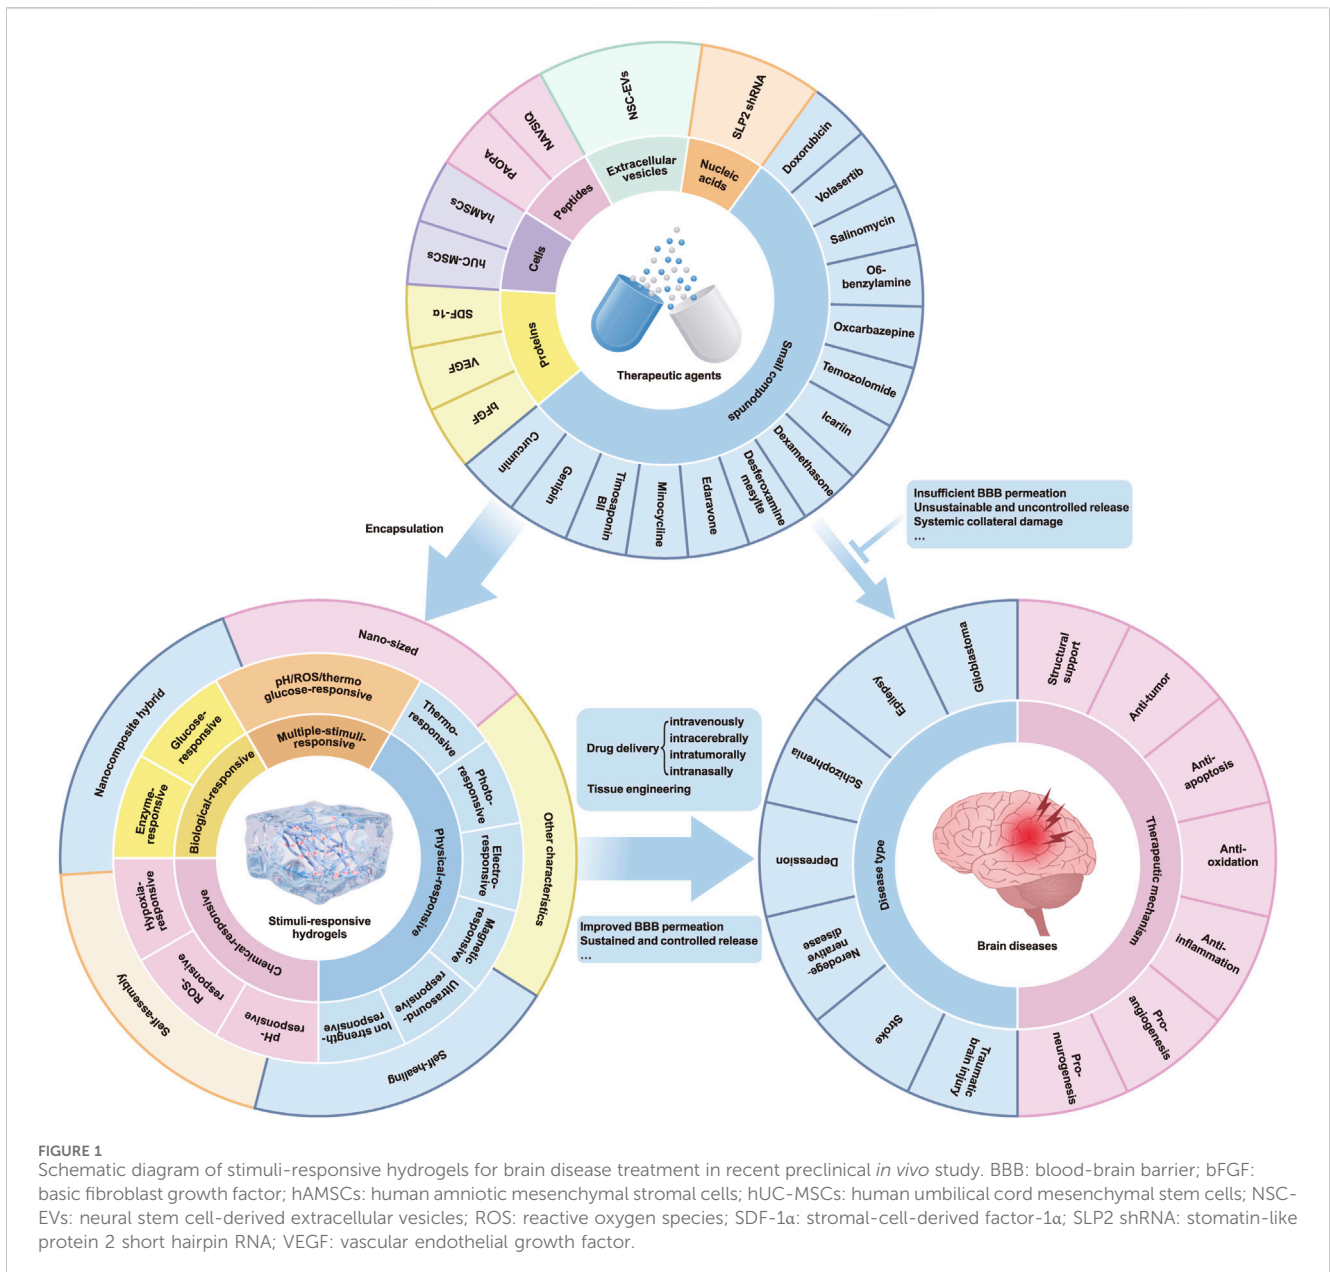 NSC-EVs
SLP2 shRNA
Doxorubicin
Volasertib
Salinomycin
O6-
benzylamine
Oxcarbazepine
Temozolomide
Icariin
Dexamethasone
Desferoxamine
mesylte
Edaravone
Minocycline
Timosaponin
BII
Genipin
Curcumin
bFGF
VEGF
SDF-1α
hUC-MSCs
hAMSCs
PAOPA
NAVSIQ
Extracellular
vesicles
Nucleic
acids
Small compounds
Proteins
Cells
Peptides
Therapeutic agents
Encapsulation
Insufficient BBB permeation
Unsustainable and uncontrolled release
Systemic collateral damage
...
Nano-sized
Other characteristics
Self-healing
Self-assembly
Nanocomposite hybrid
pH/ROS/thermo
glucose-responsive
Thermo-
responsive
Photo-
responsive
Electro-
responsive
Magnetic
responsive
Ultrasound-
responsive
Ion strength-
responsive
pH-
responsive
ROS-
responsive
Hypoxia-
responsive
Enzyme-
responsive
Glucose-
responsive
Multiple-stimuli-
responsive
Physical-responsive
Chemical-responsive
Biological-responsive
Stimuli-responsive
hydrogels
Drug delivery
intravenously
intracerebrally
intratumorally
intranasally
Tissue engineering
Improved BBB permeation
Sustained and controlled release
...
Glioblastoma
Epilepsy
Schizophrenia
Depression
Nerodege-
nerative
disease
Stroke
Traumatic
brain injury
Structural
support
Anti-tumor
Anti-
apoptosis
Anti-
oxidation
Anti-
inflammation
Pro-
angiogenesis
Pro-
neurogenesis
Disease type
Therapeutic mechanism
Brain diseases
FIGURE 1
Schematic diagram of stimuli-responsive hydrogels for brain disease treatment in recent preclinical in vivo study. BBB: blood-brain barrier; bFGF:
basic fibroblast growth factor; hAMSCs: human amniotic mesenchymal stromal cells; hUC-MSCs: human umbilical cord mesenchymal stem cells; NSC-
EVs: neural stem cell-derived extracellular vesicles; ROS: reactive oxygen species; SDF-1α: stromal-cell-derived factor-1α; SLP2 shRNA: stomatin-like
protein 2 short hairpin RNA; VEGF: vascular endothelial growth factor.